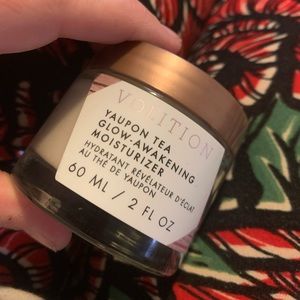 VOLITION
YAUPON TEA
GLOW-AWAKENING
MOISTURIZER
HYDRATANT RÉVÉLATEUR D'ÉCLAT
AU THÉ DE YAUPON
60 ML / 2 FL OZ